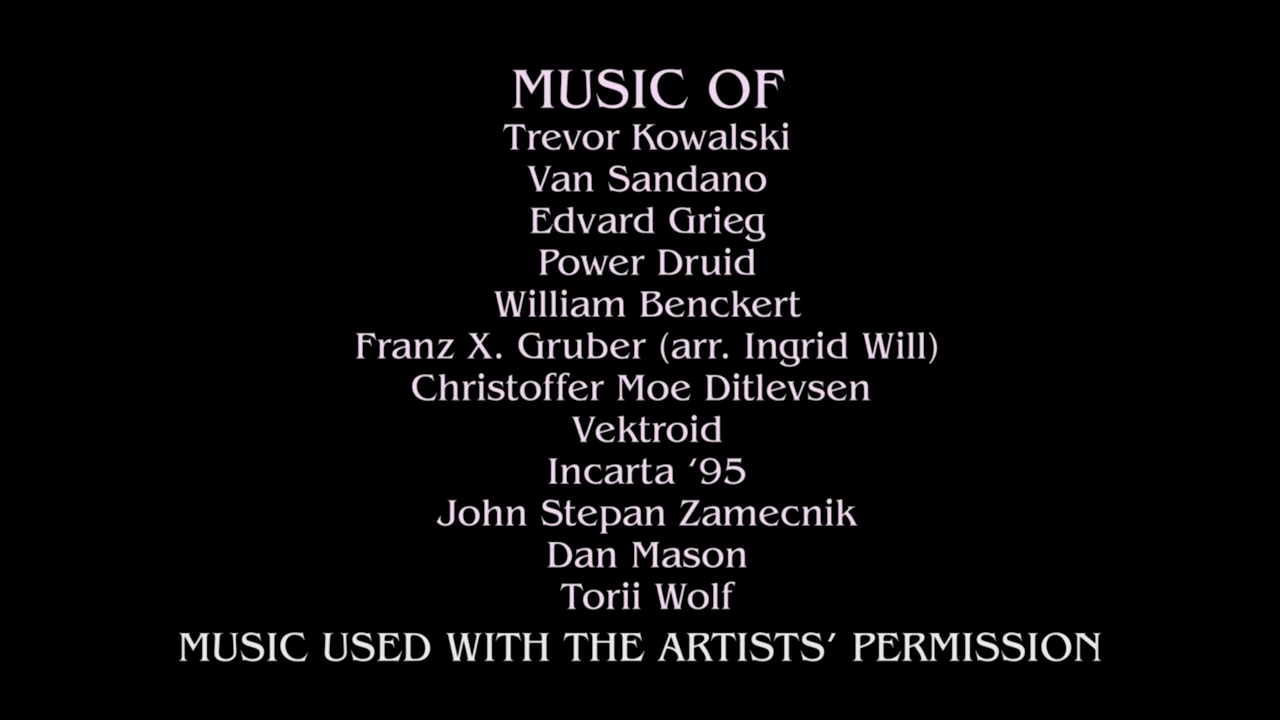 MUSIC OF
Trevor Kowalski
Van Sandano
Edvard Grieg
Power Druid
William Benckert
Franz X. Gruber (arr. Ingrid Will)
Christoffer Moe Ditlevsen
Vektroid
Incarta ‘95
John Stepan Zamecnik
Dan Mason
Torii Wolf
MUSIC USED WITH THE ARTISTS’ PERMISSION